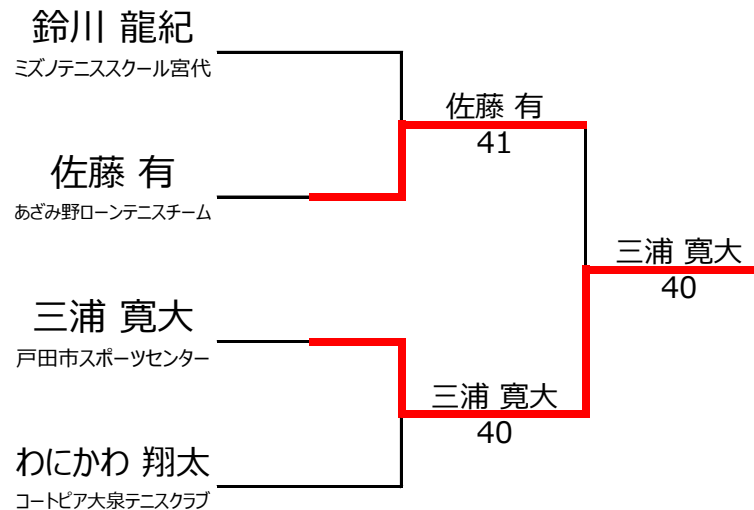 鈴川 龍紀
ミズノテニススクール宮代
佐藤 有
あざみ野ローンテニスチーム
三浦 寛大
戸田市スポーツセンター
わにかわ 翔太
コートピア大泉テニスクラブ
佐藤 有
41
三浦 寛大
40
三浦 寛大
40